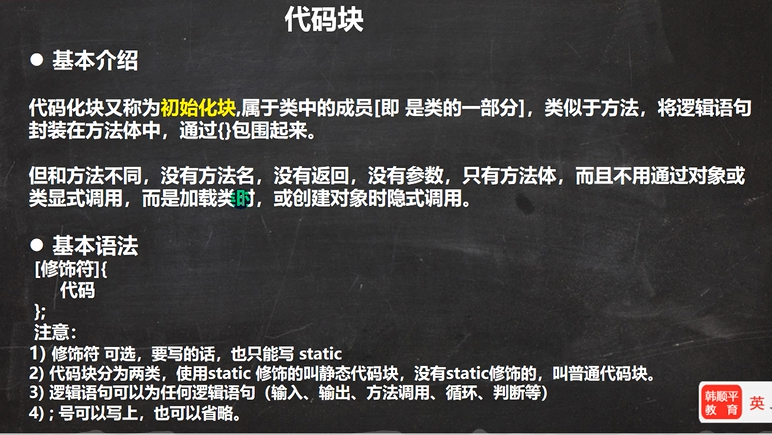 代码块
● 基本介绍
代码化块又称为初始化块,属于类中的成员[即 是类的一部分]，类似于方法，将逻辑语句
封装在方法体中，通过{}包围起来。
但和方法不同，没有方法名，没有返回，没有参数，只有方法体，而且不用通过对象或
类显式调用，而是加载类时，或创建对象时隐式调用。
● 基本语法
[修饰符]{
代码
};
注意：
1) 修饰符 可选，要写的话，也只能写 static
2) 代码块分为两类，使用static 修饰的叫静态代码块，没有static修饰的，叫普通代码块。
3) 逻辑语句可以为任何逻辑语句（输入、输出、方法调用、循环、判断等）
4) ; 号可以写上，也可以省略。
韩顺平
教育
英